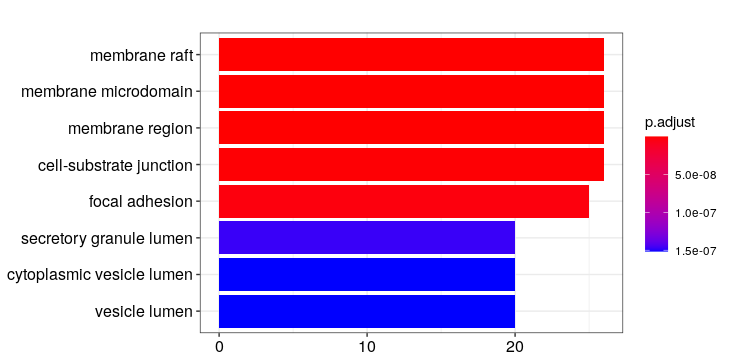 membrane raft
membrane microdomain
membrane region
cell-substrate junction
focal adhesion
secretory granule lumen
cytoplasmic vesicle lumen
vesicle lumen
0 10 20
p.adjust
5.0e-08
1.0e-07
1.5e-07